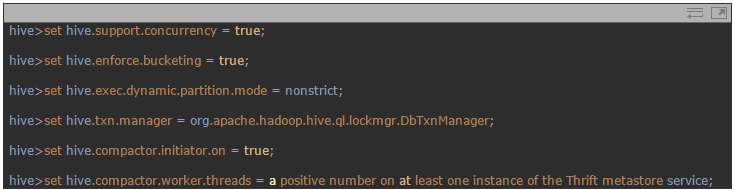 hive>set hive.support.concurrency = true;
hive>set hive.enforce.bucketing = true;
hive>set hive.exec.dynamic.partition.mode = nonstrict;
hive>set hive.txn.manager = org.apache.hadoop.hive.ql.lockmgr.DbTxnManager;
hive>set hive.compactor.initiator.on = true;
hive>set hive.compactor.worker.threads = a positive number on at least one instance of the Thrift metastore service;